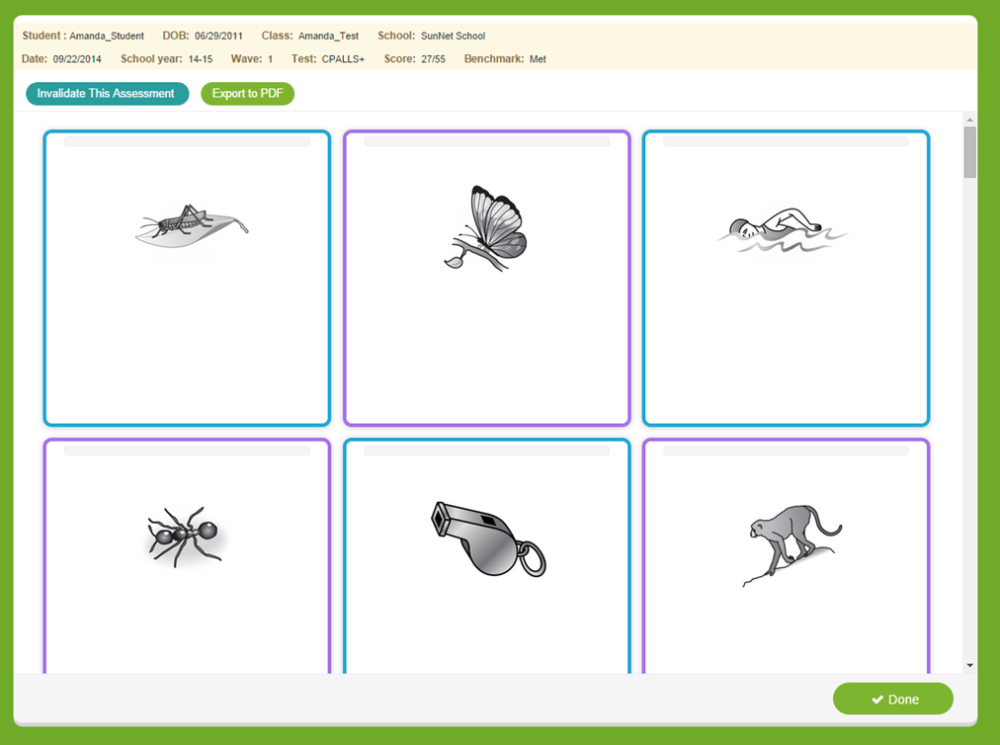 Student : Amanda_Student DOB: 06/29/2011 Class: Amanda_Test School: SunNet School
Date: 09/22/2014 School year: 14-15 Wave: 1 Test: CPALLS+ Score: 27/55 Benchmark: Met
Invalidate This Assessment Export to PDF
Done